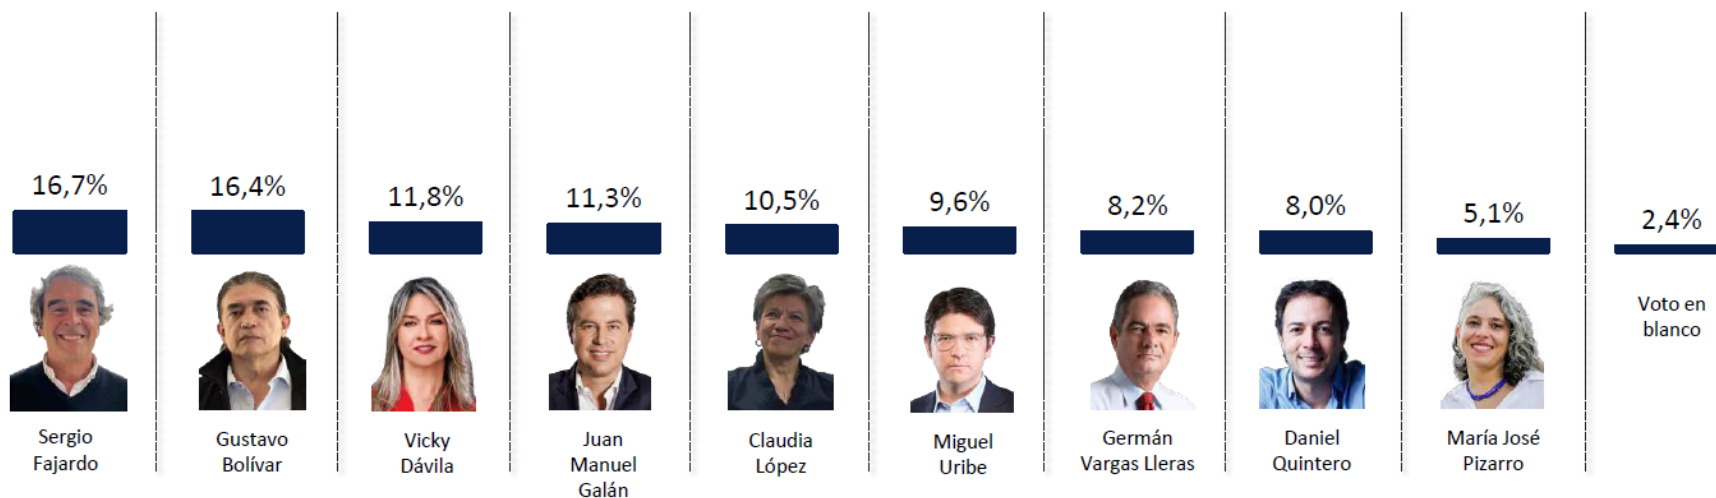 16,7%
16,4%
11,8%
11,3%
10,5%
9,6%
8,2%
8,0%
5,1%
2,4%
Sergio
Fajardo
Gustavo
Bolívar
Vicky
Dávila
Juan
Manuel
Galán
Claudia
López
Miguel
Uribe
Germán
Vargas Lleras
Daniel
Quintero
María José
Pizarro
Voto en
blanco